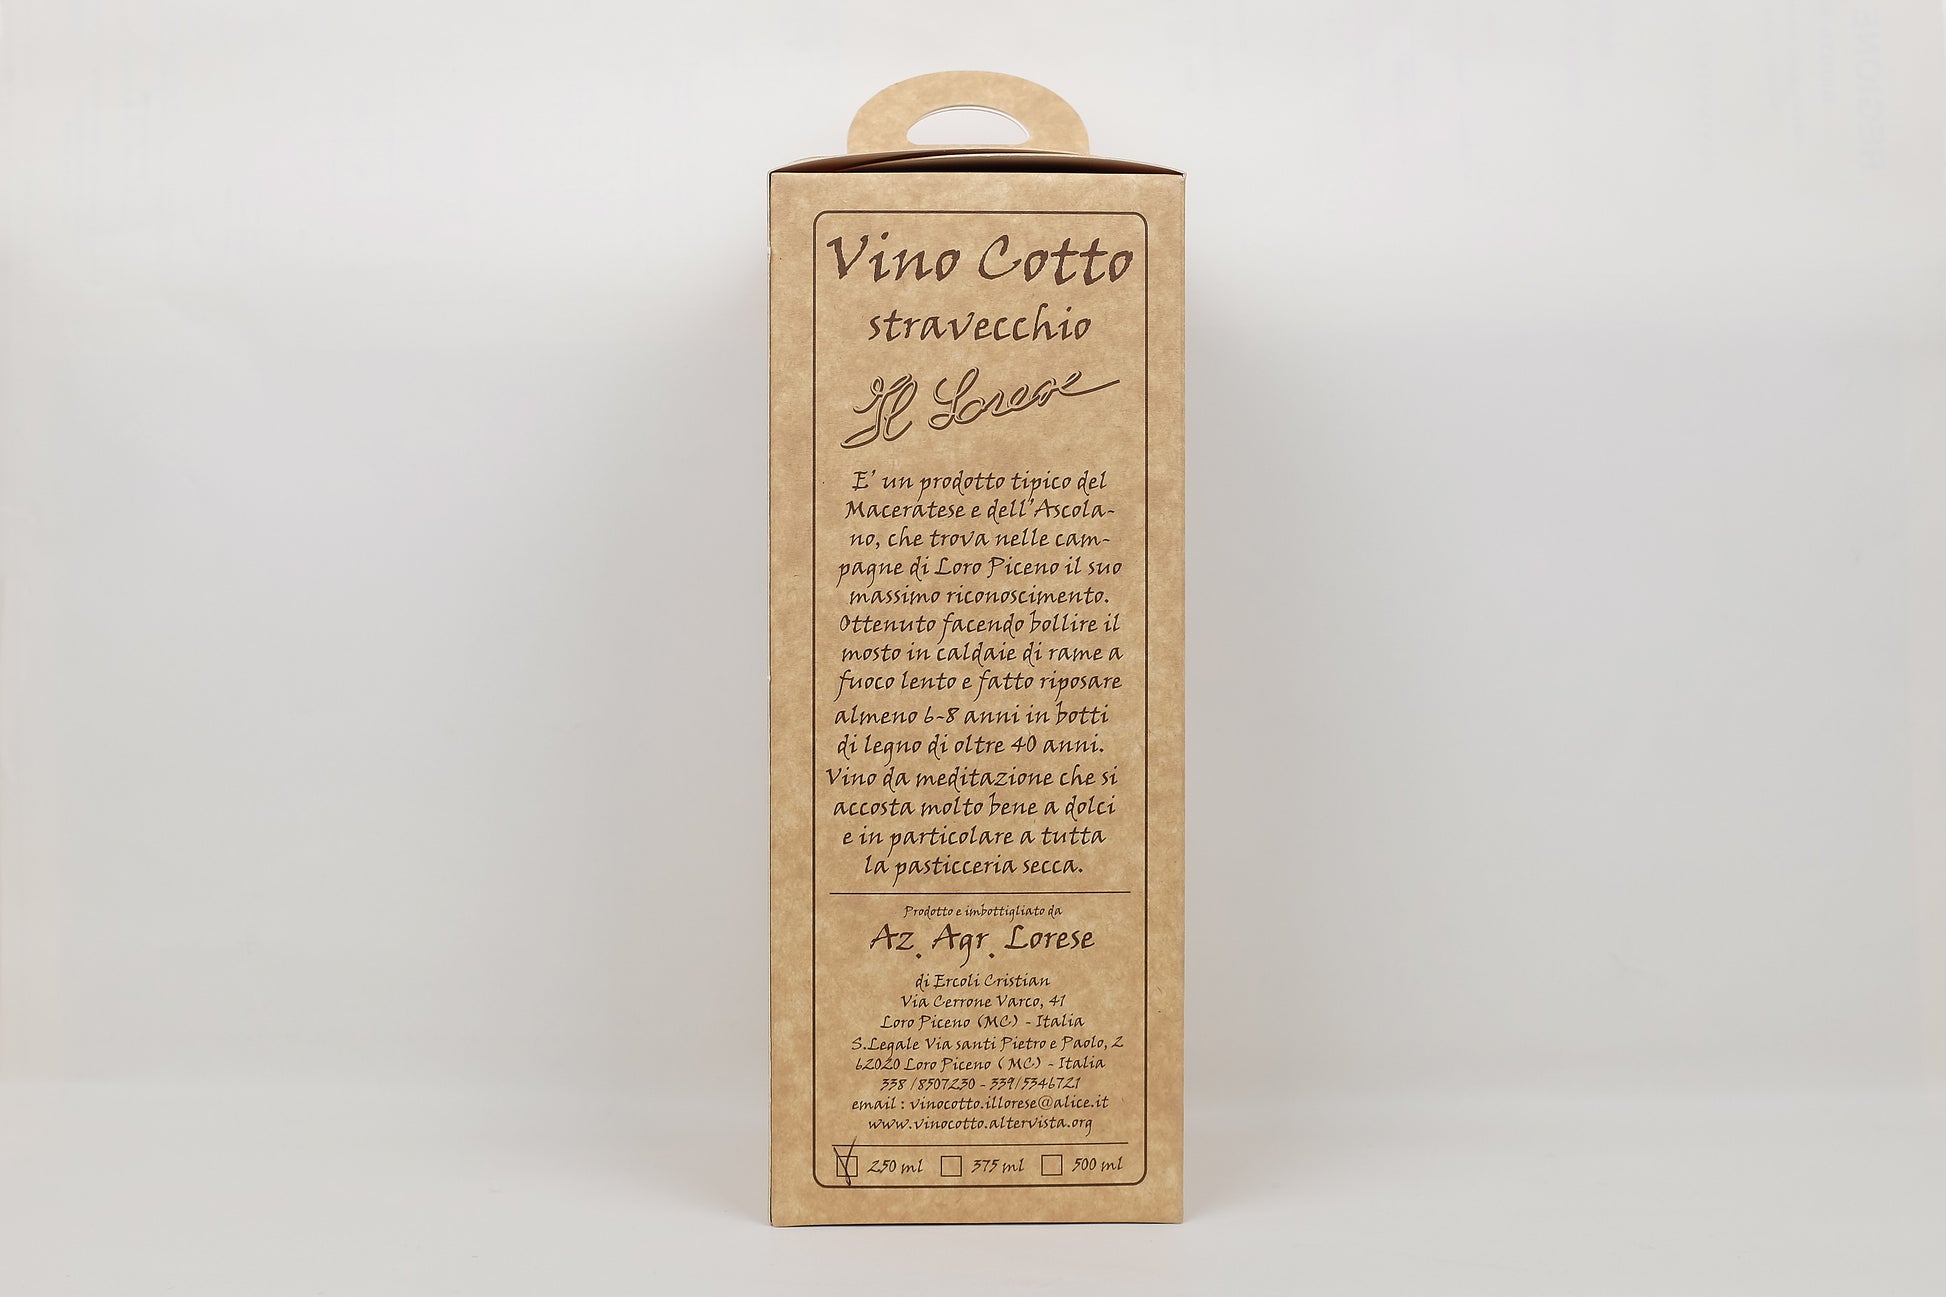 Vino Cotto
stravecchio
Il Lorese
E' un prodotto tipico del
Maceratese e dell'Ascola-
no, che trova nelle cam-
pagne di Loro Piceno il suo
massimo riconoscimento.
Ottenuto facendo bollire il
mosto in caldaie di rame a
fuoco lento e fatto riposare
almeno 6-8 anni in botti
di legno di oltre 40 anni.
Vino da meditazione che si
accosta molto bene a dolci
e in particolare a tutta
la pasticceria secca.
Prodotto e imbottigliato da
Az. Agr. Lorese
di Ercoli Cristian
Via Cerrone Varco, 41
Loro Piceno (MC) - Italia
S.Legale Via santi Pietro e Paolo, 2
62020 Loro Piceno ( MC) - Italia
338 /8507230 - 339/5346721
email : vinocotto.illorese@alice.it
www.vinocotto.altervista.org
250 ml 375 ml 500 ml